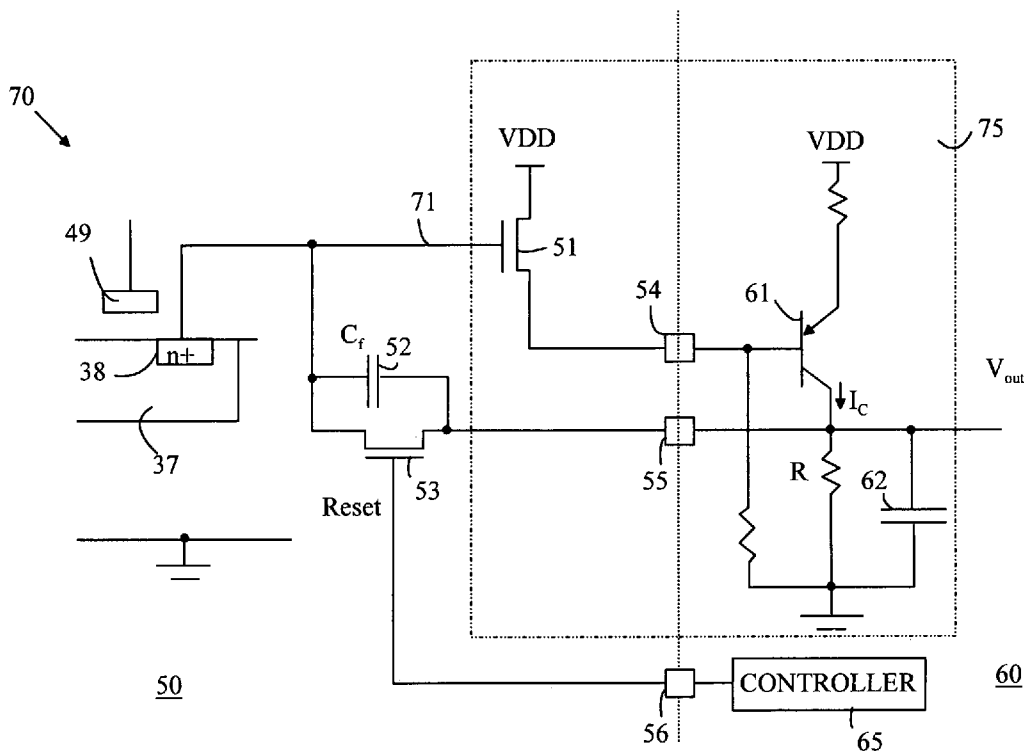 70
VDD
VDD
75
49
71
51
54
61
C_f
52
38
n+
V_out
I_C
37
53
55
R
62
Reset
50
56
CONTROLLER
60
65